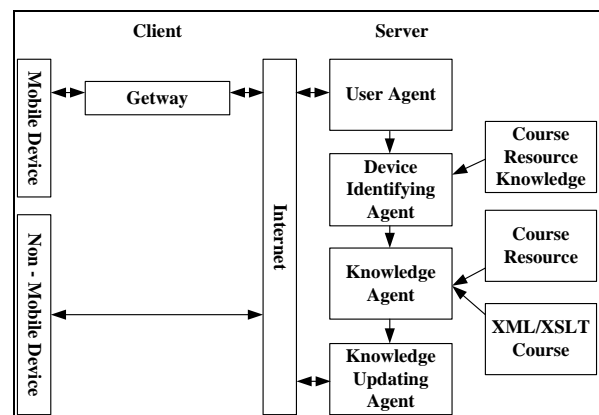 Client
Server
Mobile Device
Getway
Internet
User Agent
Course
Resource
Knowledge
Device
Identifying
Agent
Non - Mobile Device
Knowledge
Agent
Course
Resource
XML/XSLT
Course
Knowledge
Updating
Agent